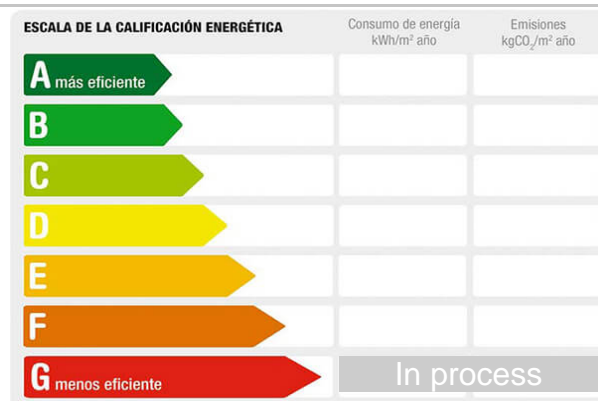 ESCALA DE LA CALIFICACIÓN ENERGÉTICA
Consumo de energía
kWh/m² año
Emisiones
kgCO₂/m² año
A más eficiente
B
C
D
E
F
G menos eficiente
In process